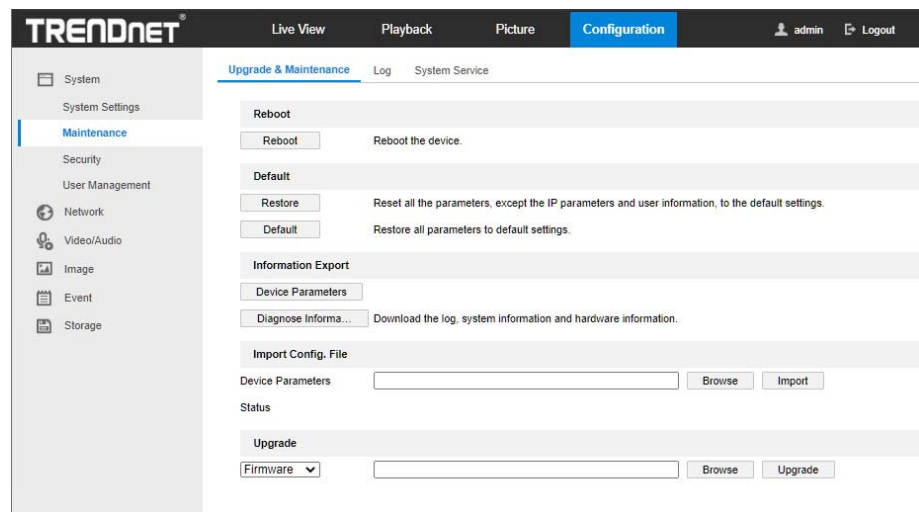 TRENDNET® Live View Playback Picture Configuration admin Logout
System
System Settings
Maintenance
Security
User Management
Network
Video/Audio
Image
Event
Storage
Upgrade & Maintenance Log System Service
Reboot
Reboot Reboot the device.
Default
Restore Reset all the parameters, except the IP parameters and user information, to the default settings.
Default Restore all parameters to default settings.
Information Export
Device Parameters
Diagnose Informa... Download the log, system information and hardware information.
Import Config. File
Device Parameters Browse Import
Status
Upgrade
Firmware Browse Upgrade